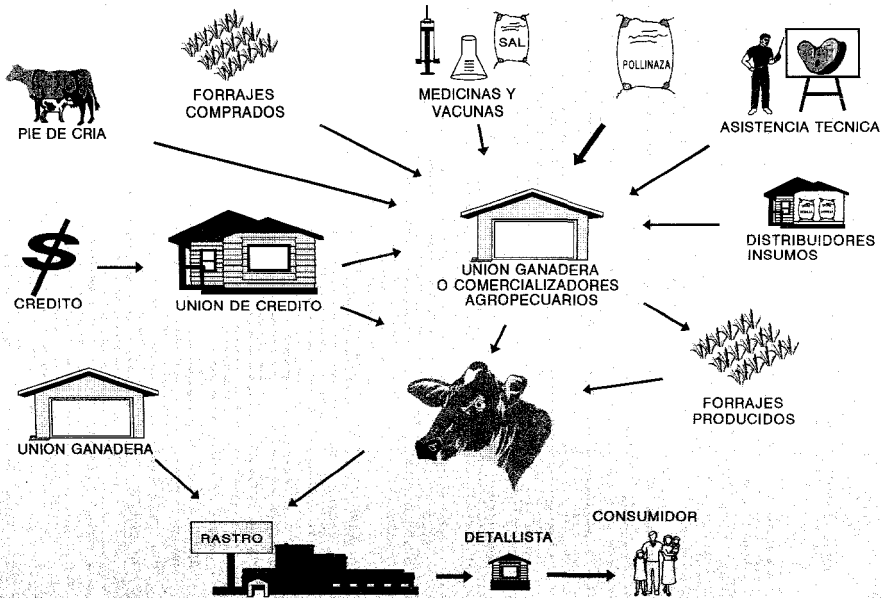 PIE DE CRIA
FORRAJES
COMPRADOS
SAL
MEDICINAS Y
VACUNAS
POLLINAZA
ASISTENCIA TECNICA
$
CREDITO
UNION DE CREDITO
UNION GANADERA
O COMERCIALIZADORES
AGROPECUARIOS
DISTRIBUIDORES
INSUMOS
UNION GANADERA
FORRAJES
PRODUCIDOS
RASTRO
DETALLISTA
CONSUMIDOR